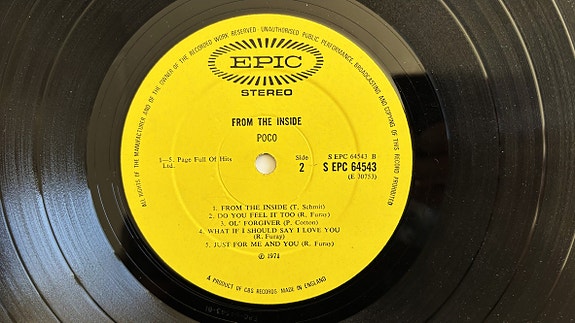 ALL RIGHTS OF THE MANUFACTURER AND OF THE OWNER OF THE RECORDED WORK RESERVED · UNAUTHORISED PUBLIC PERFORMANCE, BROADCASTING AND COPYING OF THIS RECORD PROHIBITED
EPIC
STEREO
FROM THE INSIDE
POCO
1—5. Page Full Of Hits
Ltd.
Side
2
S EPC 64543 B
S EPC 64543
(E 30753)
1. FROM THE INSIDE (T. Schmit)
2. DO YOU FEEL IT TOO (R. Furay)
3. OL' FORGIVER (P. Cotton)
4. WHAT IF I SHOULD SAY I LOVE YOU
(R. Furay)
5. JUST FOR ME AND YOU (R. Furay)
℗ 1971
A PRODUCT OF CBS RECORDS MADE IN ENGLAND